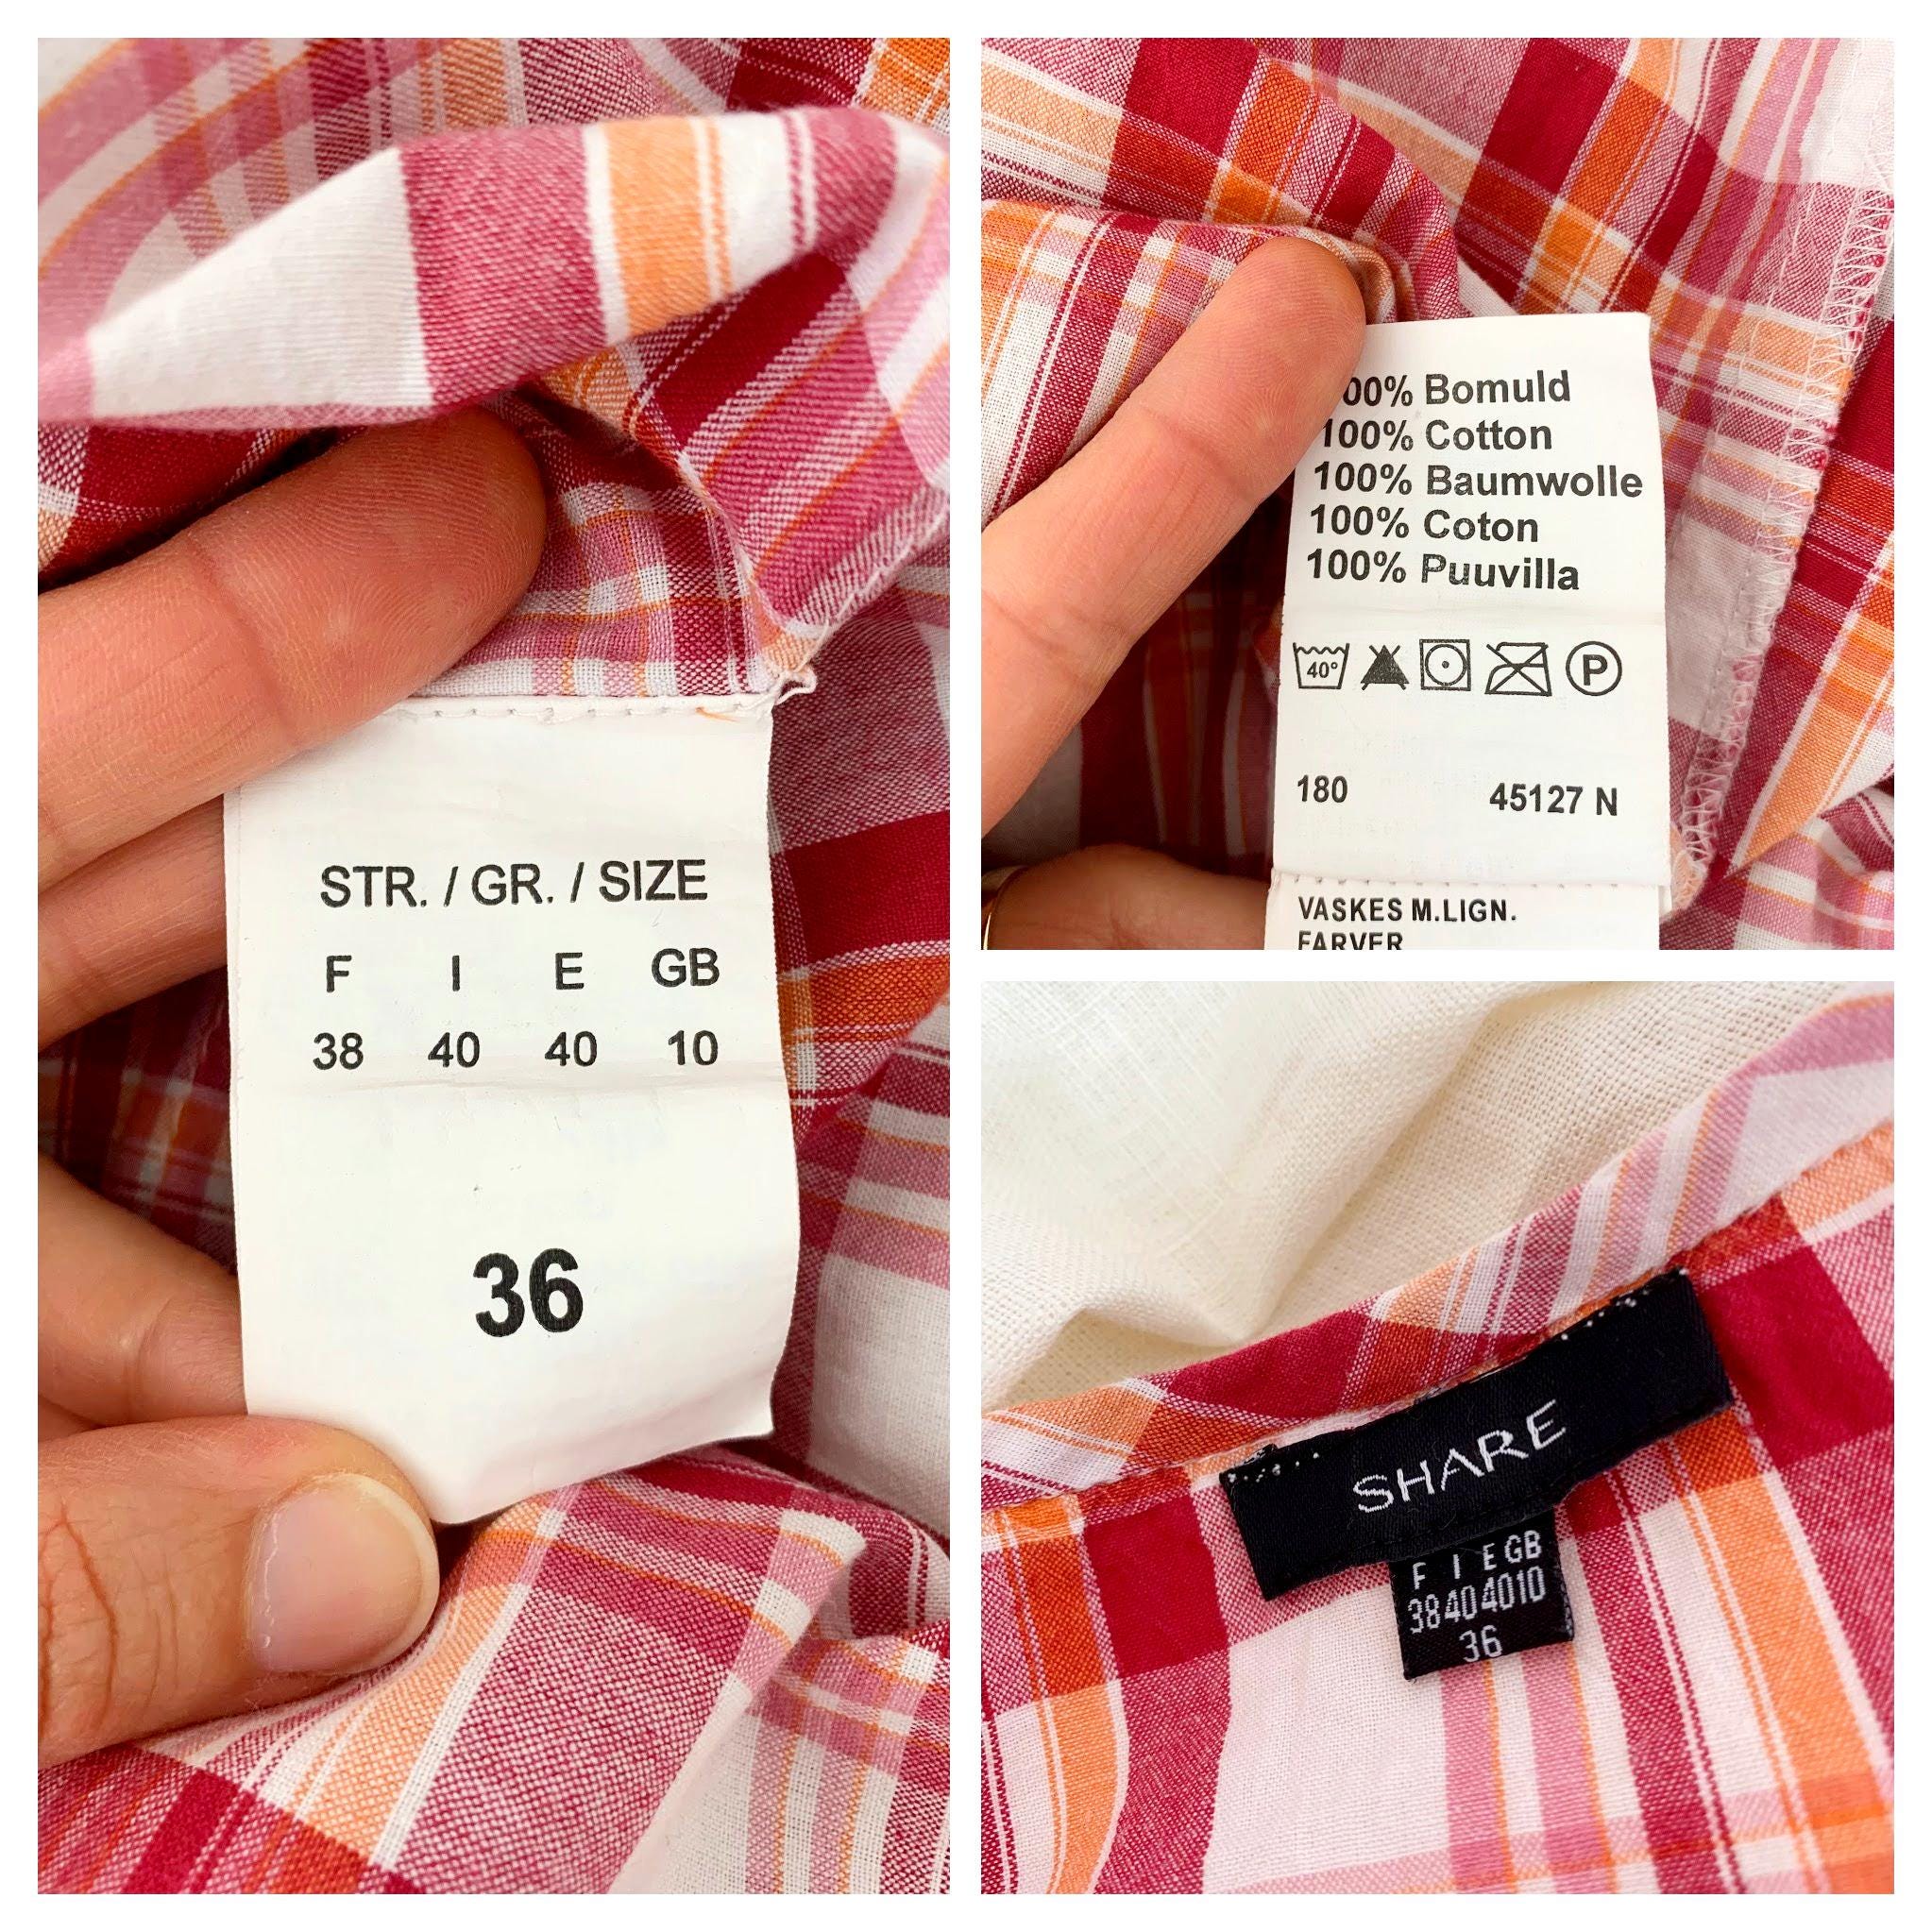 STR. / GR. / SIZE
F I E GB
38 40 40 10
36
00% Bomuld
100% Cotton
100% Baumwolle
100% Coton
100% Puuvilla
40° P
180 45127 N
VASKES M.LIGN.
FARVER
SHARE
F I E GB
38 40 40 10
36